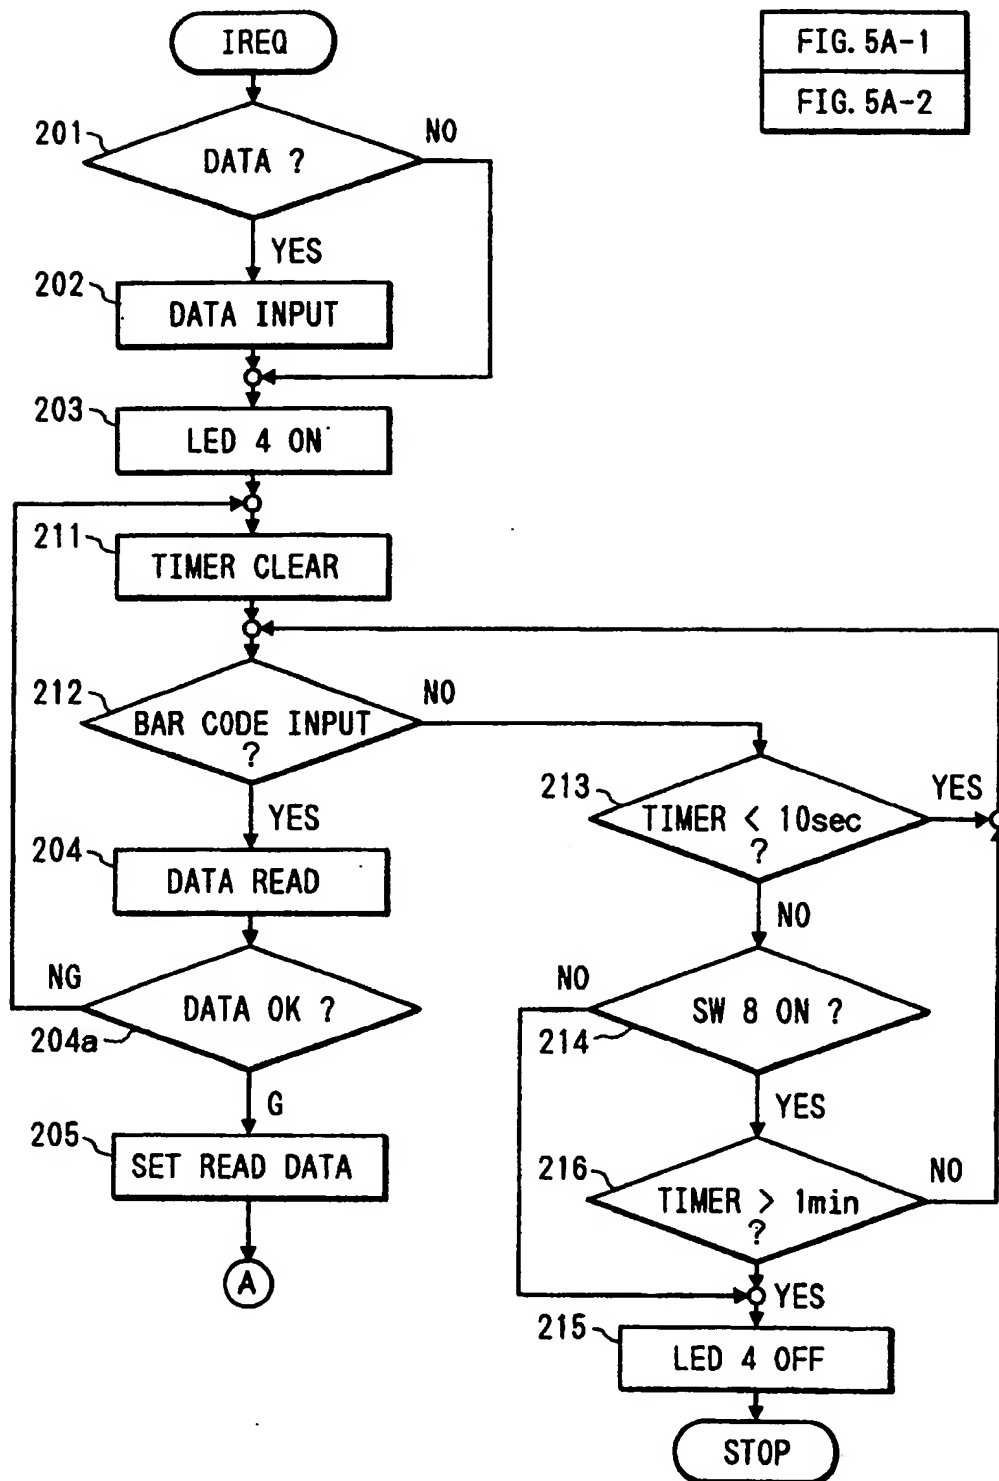 IREQ
FIG. 5A-1
FIG. 5A-2
201
DATA ?
NO
YES
202
DATA INPUT
203
LED 4 ON
211
TIMER CLEAR
212
BAR CODE INPUT
?
NO
YES
213
TIMER < 10sec
?
YES
NO
204
DATA READ
NG
DATA OK ?
204a
G
NO
SW 8 ON ?
214
YES
205
SET READ DATA
216
TIMER > 1min
?
NO
YES
A
215
LED 4 OFF
STOP